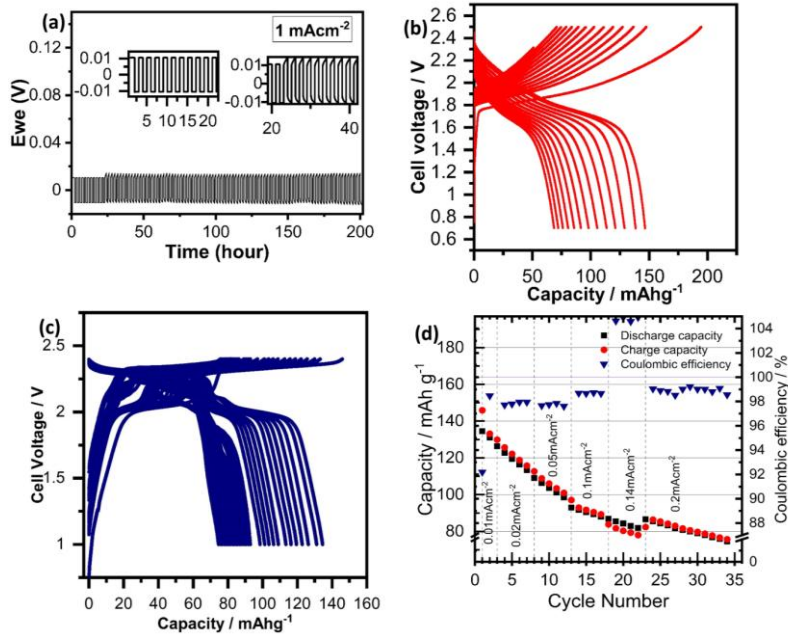 (a)
1 mAcm-2
0.12
0.08
0.04
0
Ewe (V)
0.01
0
-0.01
5 10 15 20
0.01
0
-0.01
20 40
0 50 100 150 200
Time (hour)
(b)
2.6
2.4
2.2
2.0
1.8
1.6
1.4
1.2
1.0
0.8
0.6
Cell voltage / V
0 50 100 150 200
Capacity / mAhg-1
(c)
2.5
2
1.5
1
Cell Voltage / V
0 20 40 60 80 100 120 140 160
Capacity / mAhg-1
(d)
Discharge capacity
Charge capacity
Coulombic efficiency
180
160
140
120
100
80
Capacity / mAh g-1
0.01mAcm-2
0.02mAcm-2
0.05mAcm-2
0.1mAcm-2
0.14mAcm-2
0.2mAcm-2
104
102
100
98
96
94
92
90
88
0
Coulombic efficiency / %
0 5 10 15 20 25 30 35
Cycle Number